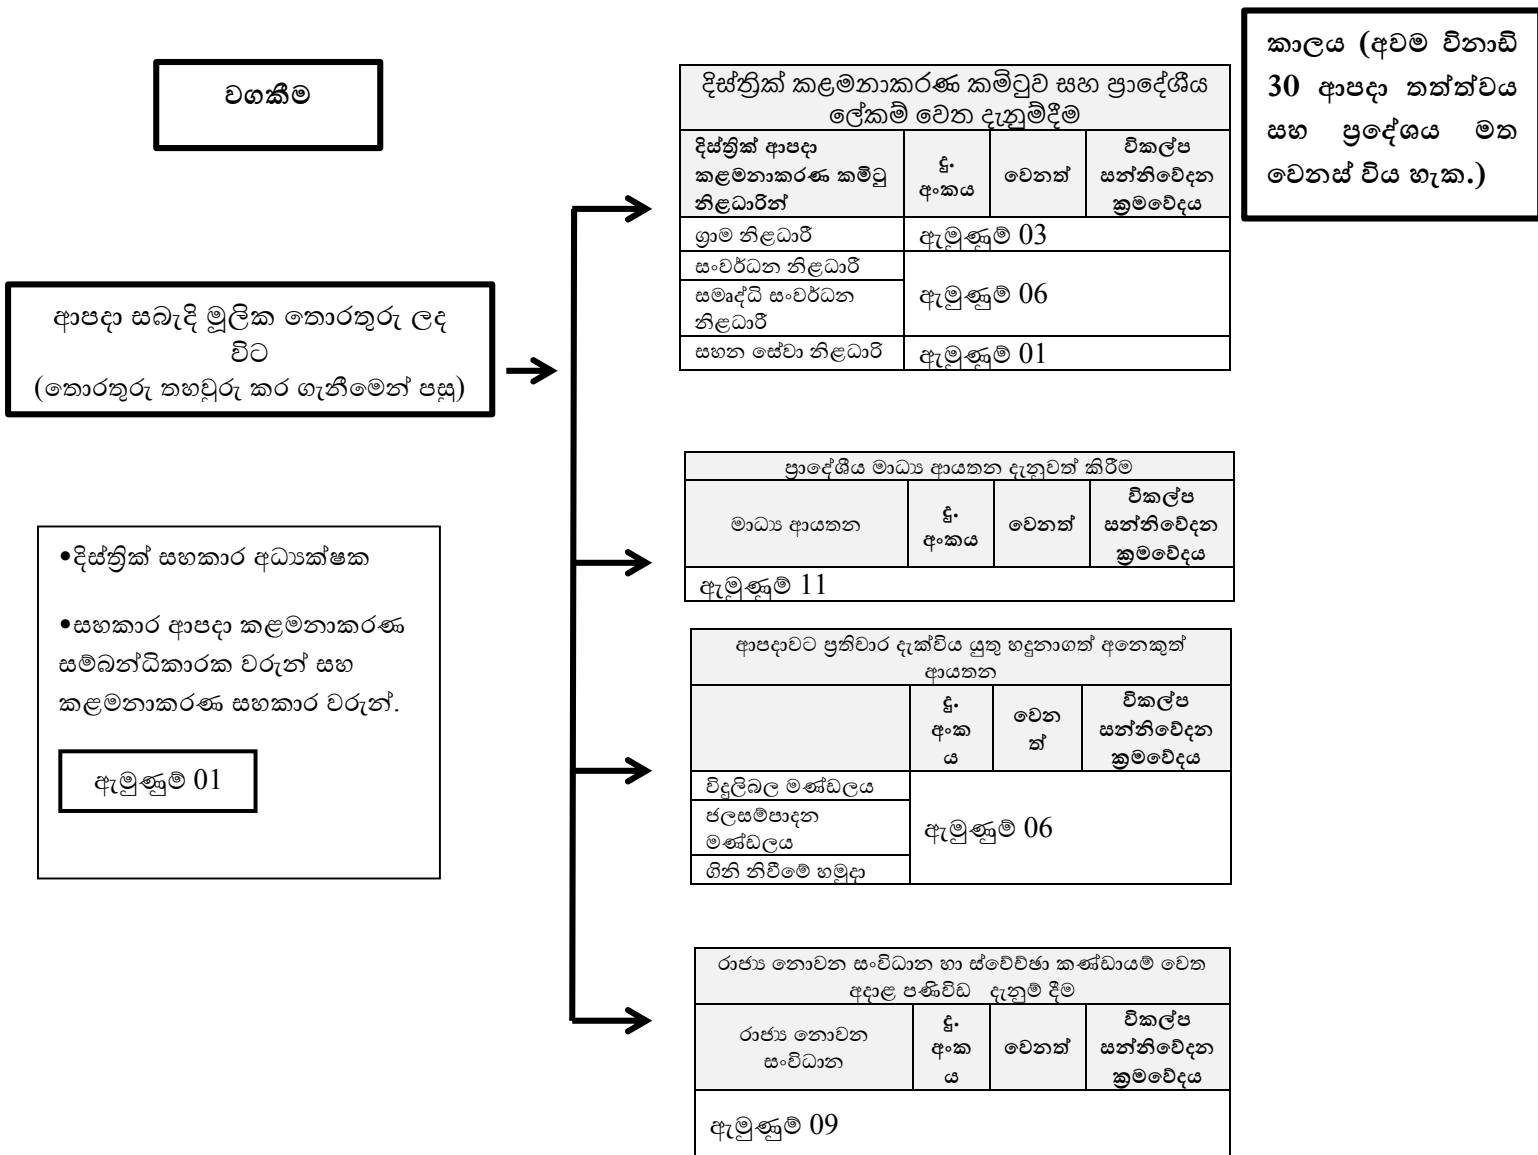 වගකීම
කාලය (අවම විනාඩි
30 ආපදා තත්ත්වය
සහ ප්‍රදේශය මත
වෙනස් විය හැක.)
ආපදා සබැදි මූලික තොරතුරු ලද
විට
(තොරතුරු තහවුරු කර ගැනීමෙන් පසු)
•දිස්ත්‍රික් සහකාර අධ්‍යක්ෂක
•සහකාර ආපදා කළමනාකරණ
සම්බන්ධිකාරක වරුන් සහ
කළමනාකරණ සහකාර වරුන්.
ඇමුණුම් 01
දිස්ත්‍රික් කළමනාකරණ කමිටුව සහ ප්‍රාදේශීය
ලේකම් වෙත දැනුම්දීම
දිස්ත්‍රික් ආපදා
කළමනාකරණ කමිටු
නිළධාරින්
දු.
අංකය
වෙනත්
විකල්ප
සන්නිවේදන
ක්‍රමවේදය
ග්‍රාම නිළධාරී
ඇමුණුම් 03
සංවර්ධන නිළධාරී
සමෘද්ධි සංවර්ධන
නිළධාරී
ඇමුණුම් 06
සහන සේවා නිළධාරි
ඇමුණුම් 01
ප්‍රාදේශීය මාධ්‍ය ආයතන දැනුවත් කිරීම
මාධ්‍ය ආයතන
දු.
අංකය
වෙනත්
විකල්ප
සන්නිවේදන
ක්‍රමවේදය
ඇමුණුම් 11
ආපදාවට ප්‍රතිචාර දැක්විය යුතු හදුනාගත් අනෙකුත්
ආයතන
දු.
අංක
ය
වෙන
ත්
විකල්ප
සන්නිවේදන
ක්‍රමවේදය
විදුලිබල මණ්ඩලය
ජලසම්පාදන
මණ්ඩලය
ගිනි නිවීමේ හමුදා
ඇමුණුම් 06
රාජ්‍ය නොවන සංවිධාන හා ස්වේච්ඡා කණ්ඩායම් වෙත
අදාළ පණිවිඩ දැනුම් දීම
රාජ්‍ය නොවන
සංවිධාන
දු.
අංක
ය
වෙනත්
විකල්ප
සන්නිවේදන
ක්‍රමවේදය
ඇමුණුම් 09